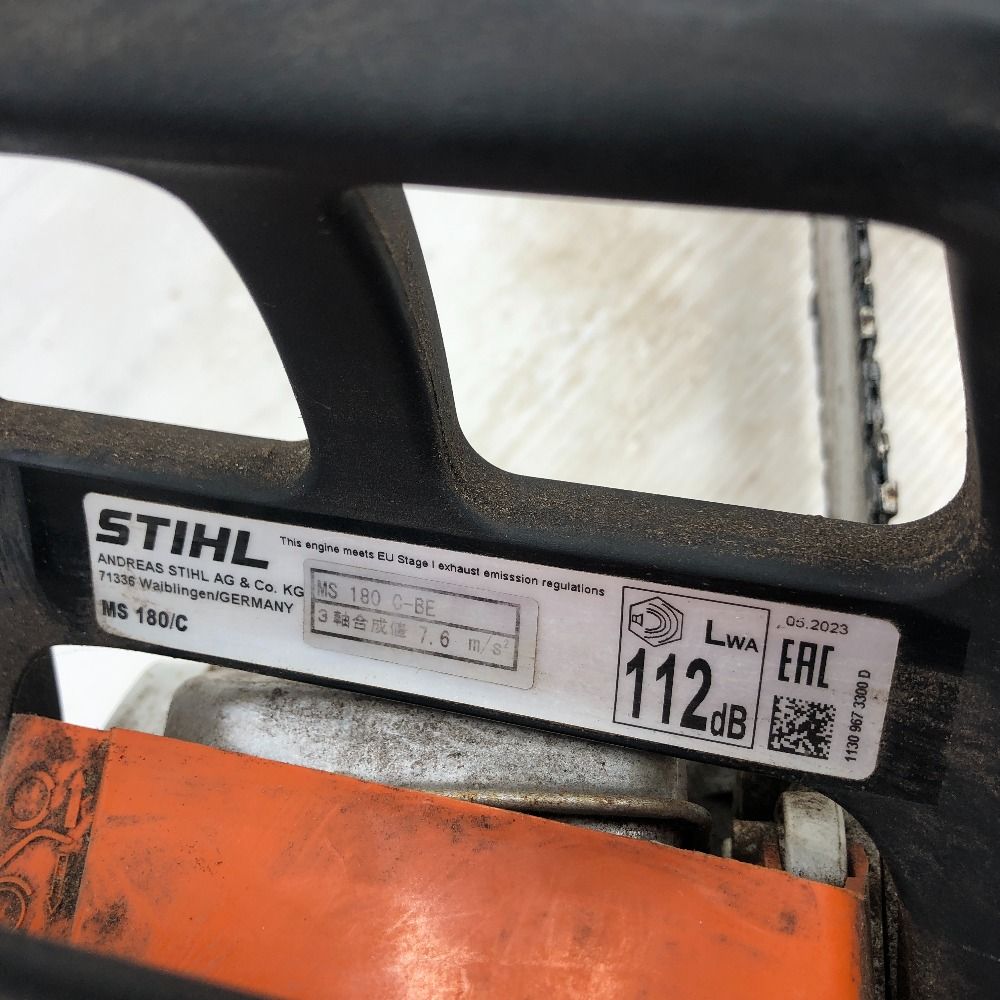 STIHL
This engine meets EU Stage I exhaust emisssion regulations
ANDREAS STIHL AG & Co. KG
71336 Waiblingen/GERMANY
MS 180/C
MS 180 C-BE
3軸合成値 7.6 m/s²
LWA
112dB
05.2023
EAC
1130 967 3300 D